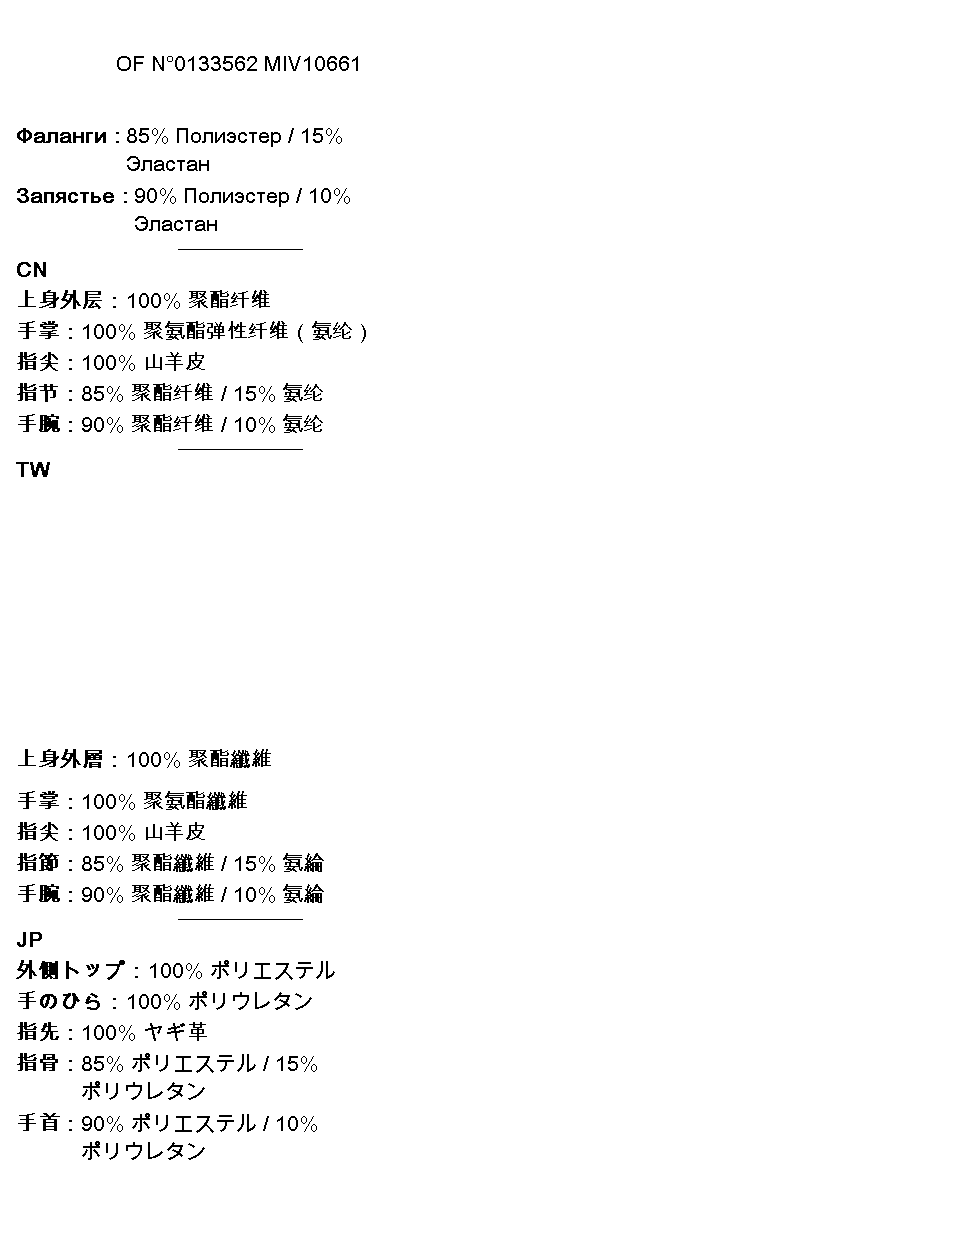 OF N°0133562 MIV10661
Фаланги : 85% Полиэстер / 15%
Эластан
Запястье : 90% Полиэстер / 10%
Эластан
CN
上身外层 : 100% 聚酯纤维
手掌 : 100% 聚氨酯弹性纤维 ( 氨纶 )
指尖 : 100% 山羊皮
指节 : 85% 聚酯纤维 / 15% 氨纶
手腕 : 90% 聚酯纤维 / 10% 氨纶
TW
上身外層 : 100% 聚酯纖維
手掌 : 100% 聚氨酯纖維
指尖 : 100% 山羊皮
指節 : 85% 聚酯纖維 / 15% 氨綸
手腕 : 90% 聚酯纖維 / 10% 氨綸
JP
外側トップ : 100% ポリエステル
手のひら : 100% ポリウレタン
指先 : 100% ヤギ革
指骨 : 85% ポリエステル / 15%
ポリウレタン
手首 : 90% ポリエステル / 10%
ポリウレタン